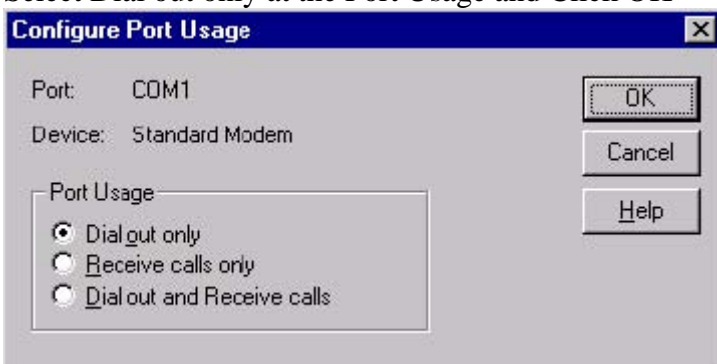 Select Dial out only at the Port Usage and Click OK
Configure Port Usage
Port: COM1
Device: Standard Modem
OK
Cancel
Help
Port Usage
Dial out only
Receive calls only
Dial out and Receive calls